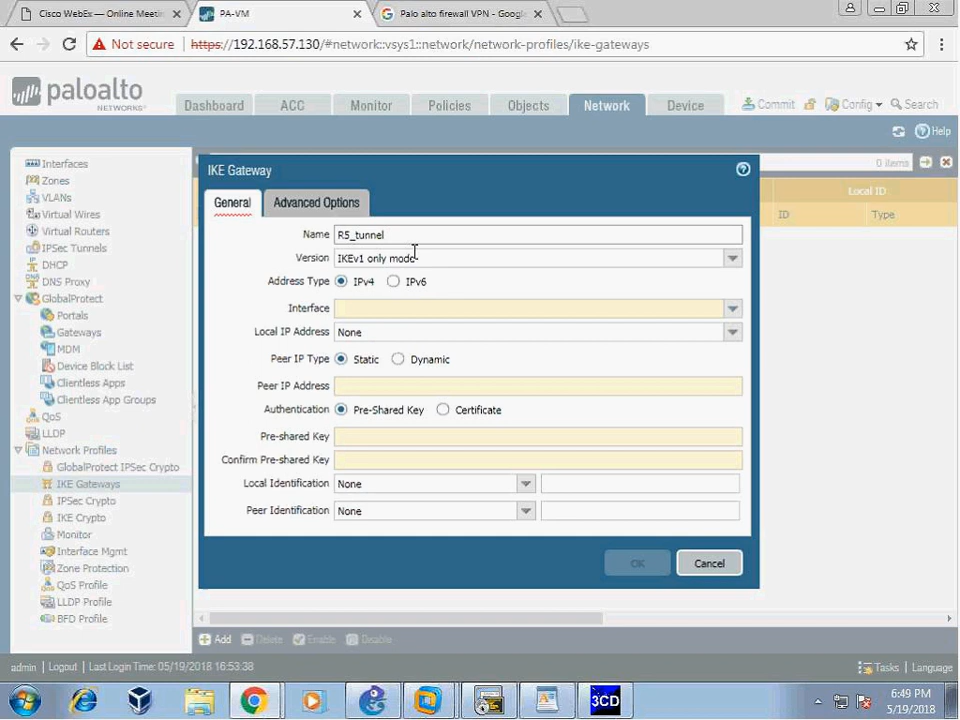 Cisco WebEx — Online Meetin
PA-VM
Palo alto firewall VPN - Google
Not secure https://192.168.57.130/#network::vsys1::network/network-profiles/ike-gateways
paloalto
NETWORKS
Dashboard ACC Monitor Policies Objects Network Device Commit Config Search
Help
Interfaces
Zones
VLANs
Virtual Wires
Virtual Routers
IPSec Tunnels
DHCP
DNS Proxy
GlobalProtect
Portals
Gateways
MDM
Device Block List
Clientless Apps
Clientless App Groups
QoS
LLDP
Network Profiles
GlobalProtect IPSec Crypto
IKE Gateways
IPSec Crypto
IKE Crypto
Monitor
Interface Mgmt
Zone Protection
QoS Profile
LLDP Profile
BFD Profile
0 items
Local ID
ID Type
IKE Gateway
General Advanced Options
Name R5_tunnel
Version IKEv1 only mode
Address Type IPv4 IPv6
Interface
Local IP Address None
Peer IP Type Static Dynamic
Peer IP Address
Authentication Pre-Shared Key Certificate
Pre-shared Key
Confirm Pre-shared Key
Local Identification None
Peer Identification None
OK Cancel
Add Delete Enable Disable
admin | Logout | Last Login Time: 05/19/2018 16:53:38
Tasks | Language
3CD
6:49 PM
5/19/2018